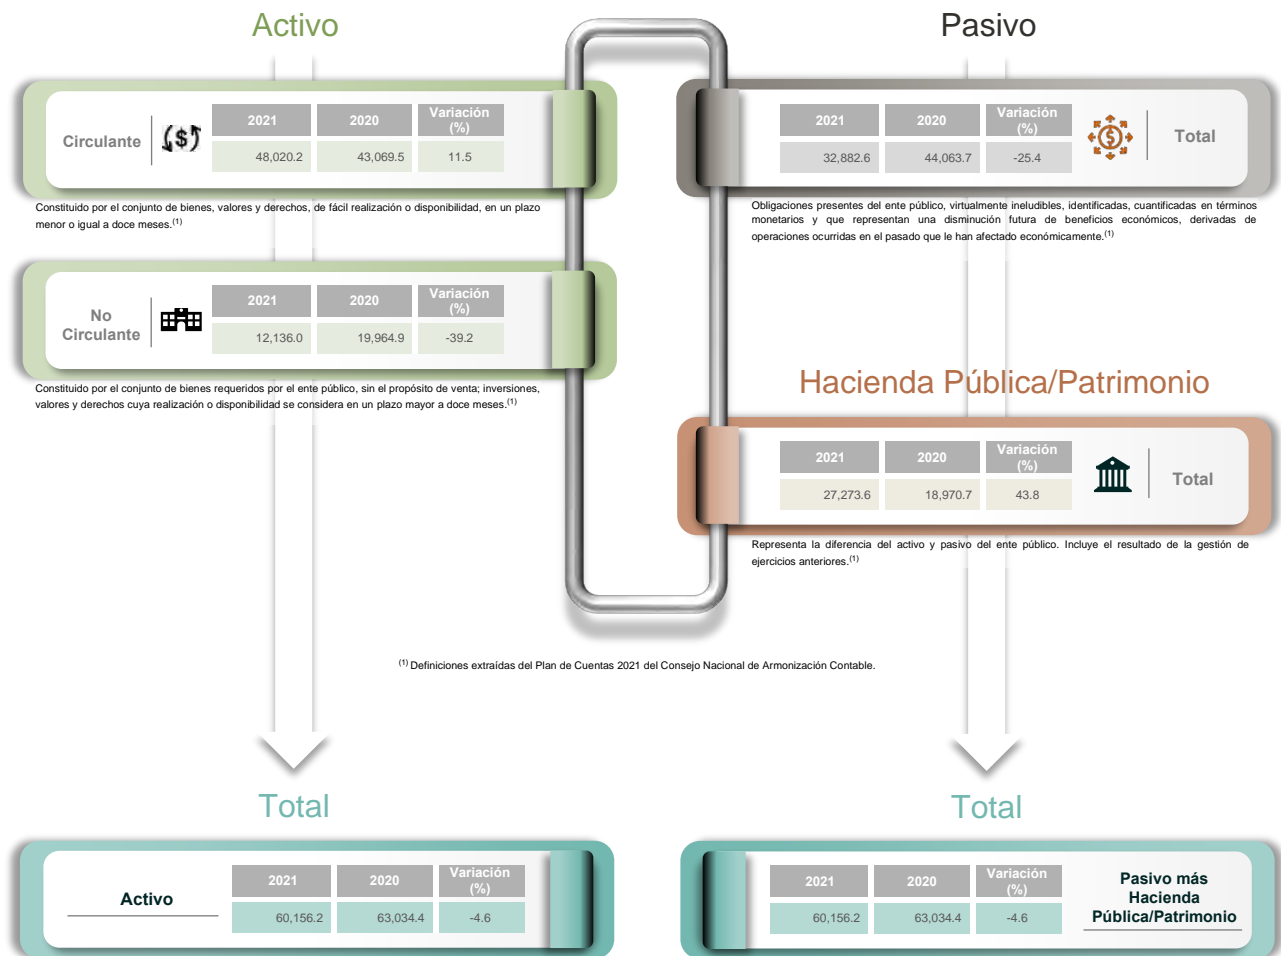 Activo
Circulante
2021 2020 Variación (%)
48,020.2 43,069.5 11.5
Constituido por el conjunto de bienes, valores y derechos, de fácil realización o disponibilidad, en un plazo
menor o igual a doce meses.(1)
No
Circulante
2021 2020 Variación (%)
12,136.0 19,964.9 -39.2
Constituido por el conjunto de bienes requeridos por el ente público, sin el propósito de venta; inversiones,
valores y derechos cuya realización o disponibilidad se considera en un plazo mayor a doce meses.(1)
Pasivo
2021 2020 Variación (%)
32,882.6 44,063.7 -25.4
Total
Obligaciones presentes del ente público, virtualmente ineludibles, identificadas, cuantificadas en términos
monetarios y que representan una disminución futura de beneficios económicos, derivadas de
operaciones ocurridas en el pasado que le han afectado económicamente.(1)
Hacienda Pública/Patrimonio
2021 2020 Variación (%)
27,273.6 18,970.7 43.8
Total
Representa la diferencia del activo y pasivo del ente público. Incluye el resultado de la gestión de
ejercicios anteriores.(1)
(1) Definiciones extraídas del Plan de Cuentas 2021 del Consejo Nacional de Armonización Contable.
Total
Activo
2021 2020 Variación (%)
60,156.2 63,034.4 -4.6
Total
2021 2020 Variación (%)
60,156.2 63,034.4 -4.6
Pasivo más
Hacienda
Pública/Patrimonio